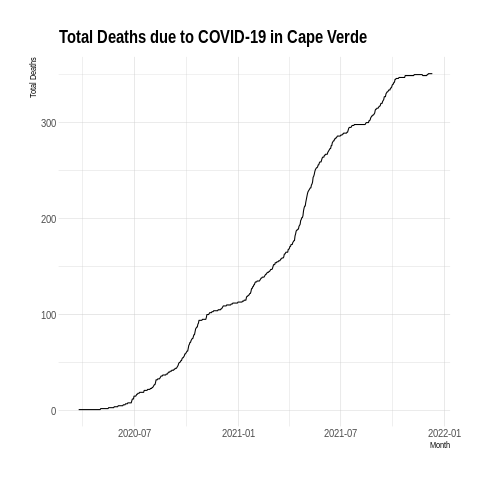 Total Deaths due to COVID-19 in Cape Verde
Total Deaths
300
200
100
0
2020-07 2021-01 2021-07 2022-01
Month